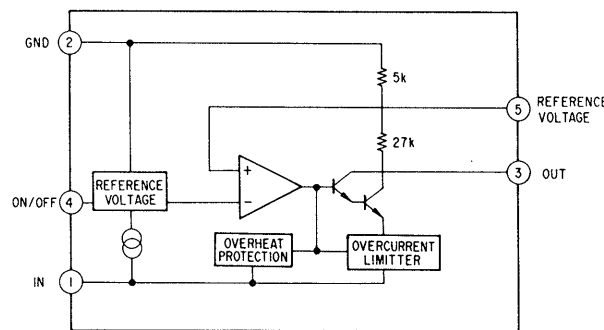 GND 2
5k
5 REFERENCE
VOLTAGE
27k
3 OUT
+
−
REFERENCE
VOLTAGE
ON/OFF 4
OVERHEAT
PROTECTION
OVERCURRENT
LIMITTER
IN 1